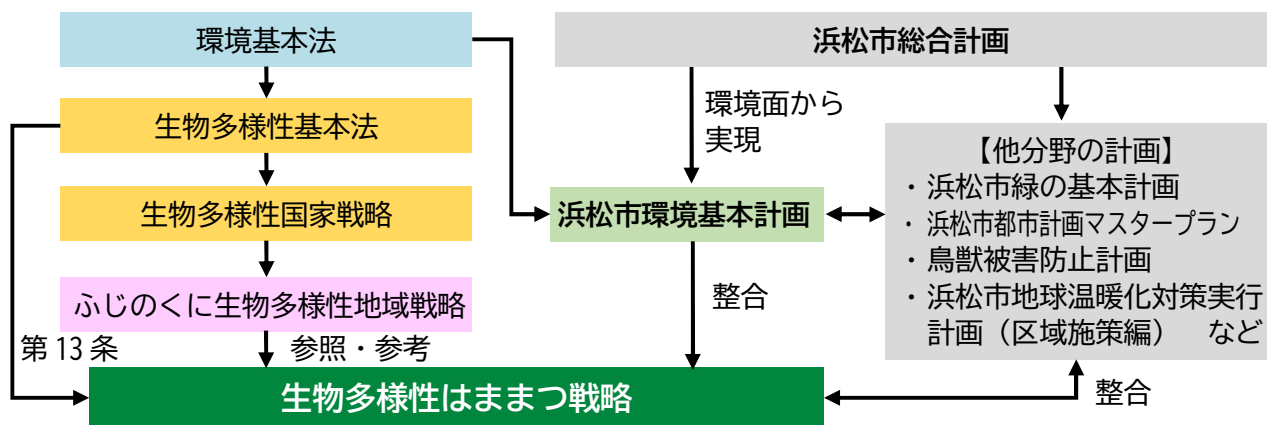 環境基本法
生物多様性基本法
生物多様性国家戦略
ふじのくに生物多様性地域戦略
第13条
参照・参考
浜松市総合計画
環境面から
実現
浜松市環境基本計画
整合
【他分野の計画】
・浜松市緑の基本計画
・浜松市都市計画マスタープラン
・鳥獣被害防止計画
・浜松市地球温暖化対策実行
計画（区域施策編）　など
整合
生物多様性はままつ戦略